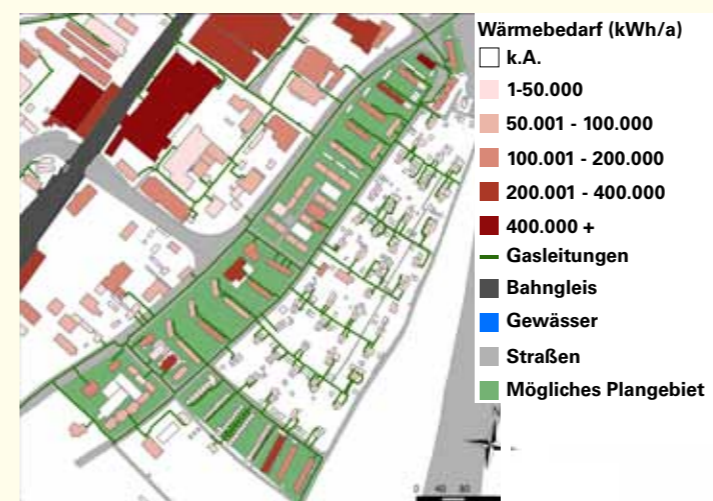 Wärmebedarf (kWh/a)
k.A.
1-50.000
50.001 - 100.000
100.001 - 200.000
200.001 - 400.000
400.000 +
Gasleitungen
Bahngleis
Gewässer
Straßen
Mögliches Plangebiet
0 40 80